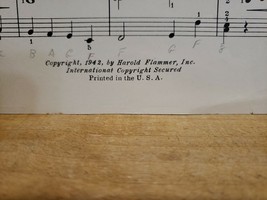 Copyright, 1942, by Harold Flammer, Inc.
International Copyright Secured
Printed in the U. S. A.